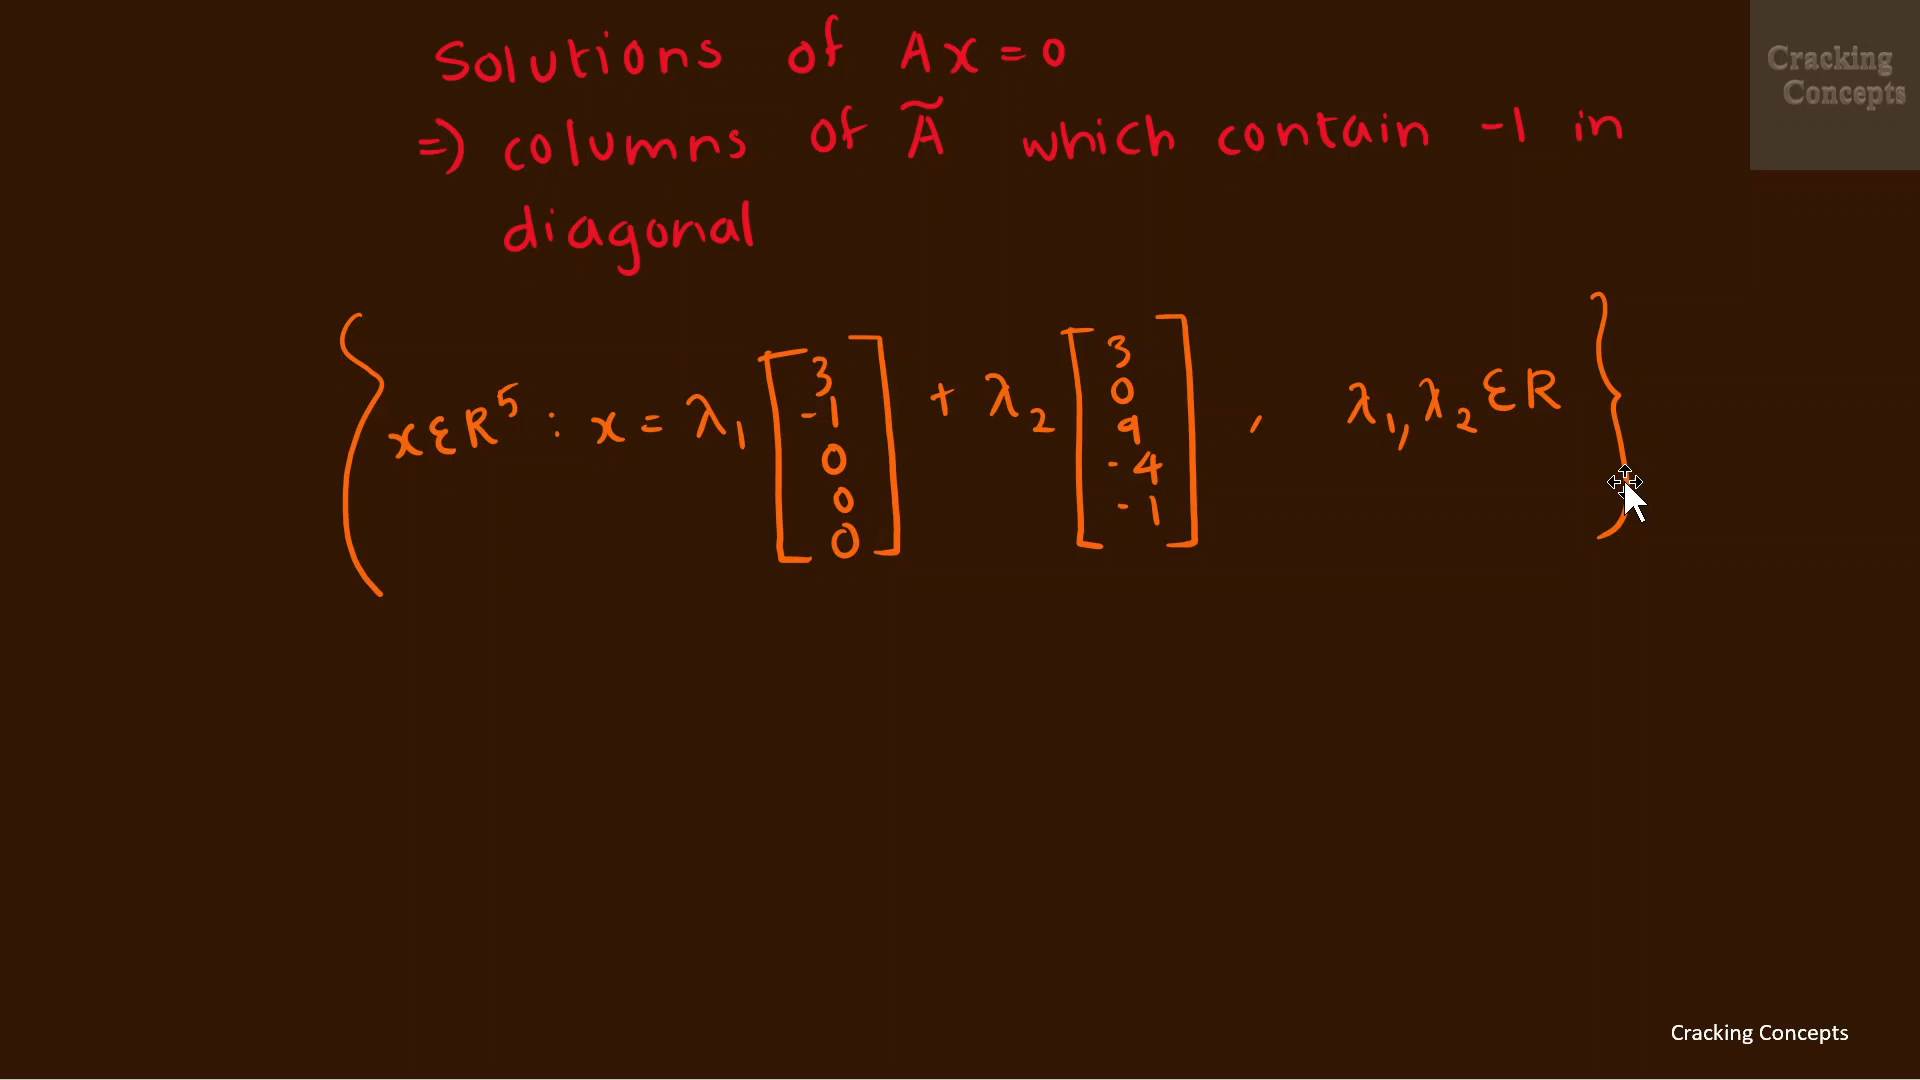 Solutions of Ax = 0
⇒ columns of Ã which contain -1 in
diagonal
{ x ∈ R⁵ : x = λ₁ [3 -1 0 0 0] + λ₂ [3 0 9 -4 -1] , λ₁, λ₂ ∈ R }
Cracking
Concepts
Cracking Concepts